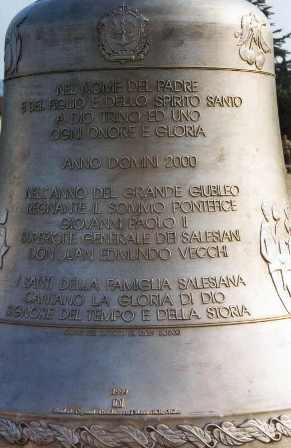 NEL NOME DEL PADRE
E DEL FIGLIO E DELLO SPIRITO SANTO
A DIO TRINO ED UNO
OGNI ONORE E GLORIA
ANNO DOMINI 2000
NELL'ANNO DEL GRANDE GIUBILEO
REGNANTE IL SOMMO PONTEFICE
GIOVANNI PAOLO II
SUPERIORE GENERALE DEI SALESIANI
DON JUAN EDMUNDO VECCHI
I SANTI DELLA FAMIGLIA SALESIANA
CANTANO LA GLORIA DI DIO
SIGNORE DEL TEMPO E DELLA STORIA
1999